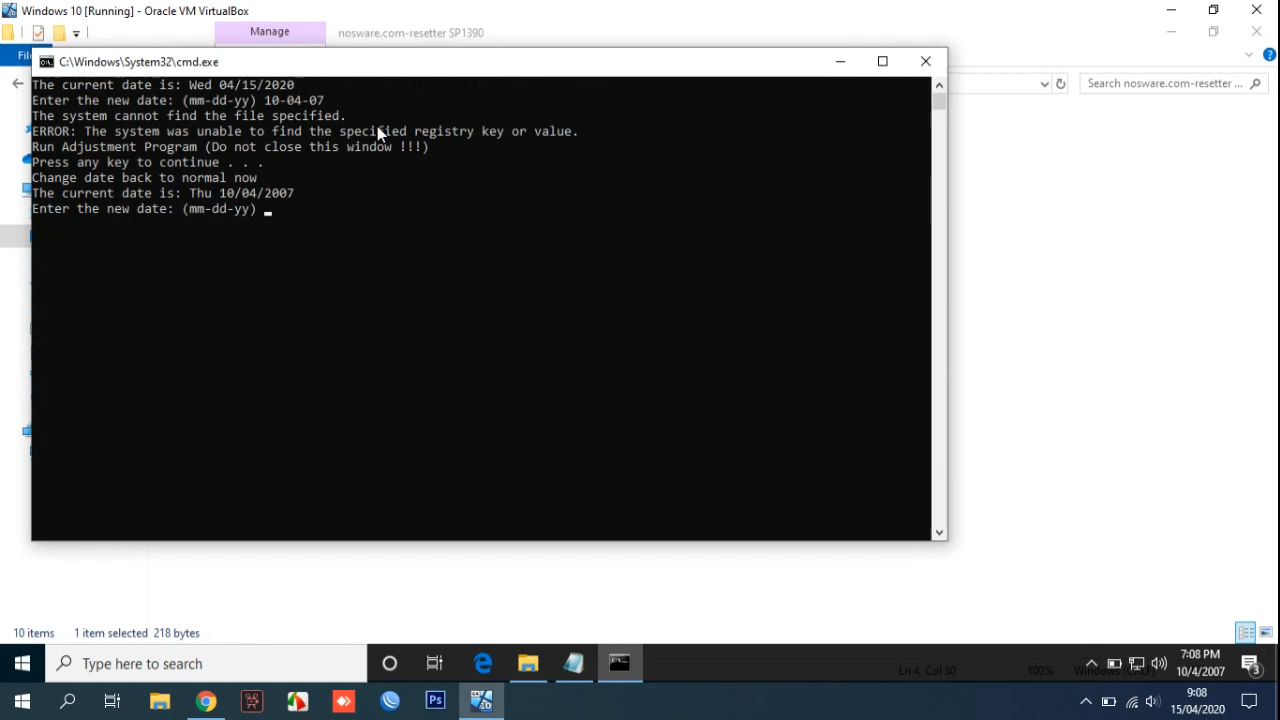 Windows 10 [Running] - Oracle VM VirtualBox
Manage
nosware.com-resetter SP1390
C:\Windows\System32\cmd.exe
Search nosware.com-resetter ...
The current date is: Wed 04/15/2020
Enter the new date: (mm-dd-yy) 10-04-07
The system cannot find the file specified.
ERROR: The system was unable to find the specified registry key or value.
Run Adjustment Program (Do not close this window !!!)
Press any key to continue . . .
Change date back to normal now
The current date is: Thu 10/04/2007
Enter the new date: (mm-dd-yy)
10 items 1 item selected 218 bytes
Type here to search
Ln 4, Col 30
100%
Windows (CRLF)
7:08 PM
10/4/2007
3
Ps
9:08
15/04/2020